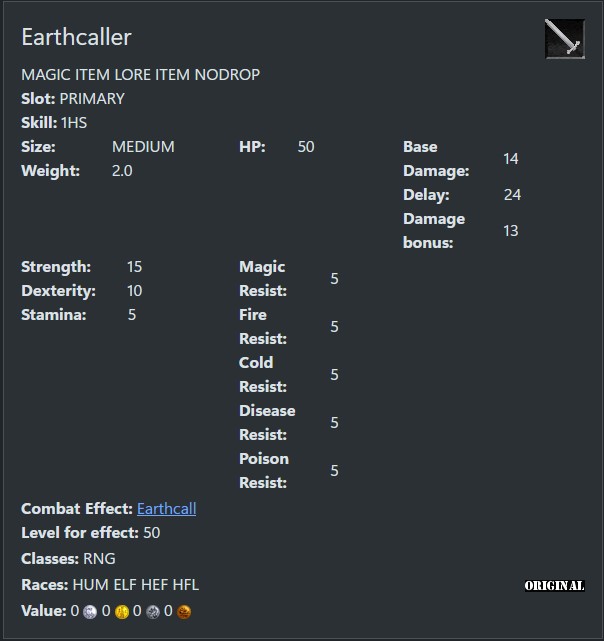 Earthcaller
MAGIC ITEM LORE ITEM NODROP
Slot: PRIMARY
Skill: 1HS
Size: MEDIUM HP: 50 Base Damage: 14
Weight: 2.0
Delay: 24
Damage bonus: 13
Strength: 15 Magic Resist: 5
Dexterity: 10
Stamina: 5 Fire Resist: 5
Cold Resist: 5
Disease Resist: 5
Poison Resist: 5
Combat Effect: Earthcall
Level for effect: 50
Classes: RNG
Races: HUM ELF HEF HFL
ORIGINAL
Value: 0 0 0 0